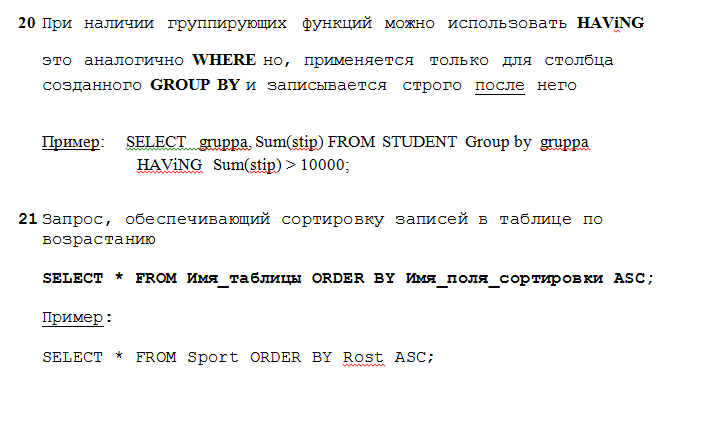 20 При наличии группирующих функций можно использовать HAViNG
это аналогично WHERE но, применяется только для столбца
созданного GROUP BY и записывается строго после него
Пример: SELECT gruppa, Sum(stip) FROM STUDENT Group by gruppa
HAViNG Sum(stip) > 10000;
21 Запрос, обеспечивающий сортировку записей в таблице по
возрастанию
SELECT * FROM Имя_таблицы ORDER BY Имя_поля_сортировки ASC;
Пример:
SELECT * FROM Sport ORDER BY Rost ASC;